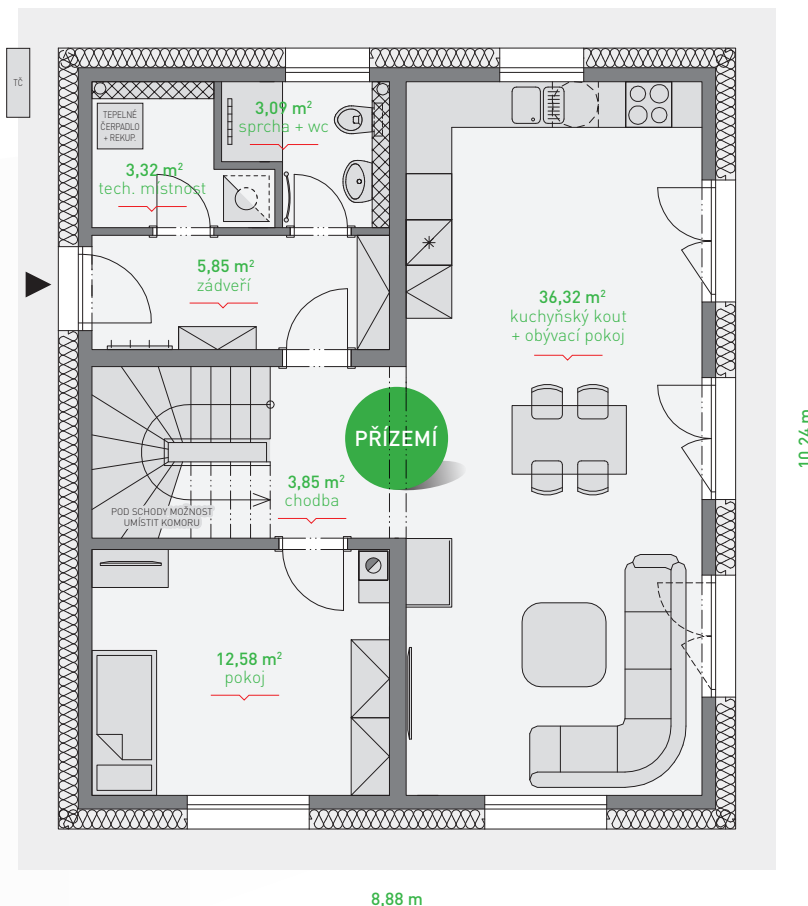 TČ
TEPELNÉ
ČERPADLO
+ REKUP.
3,09 m²
sprcha + wc
3,32 m²
tech. místnost
5,85 m²
zádveří
36,32 m²
kuchyňský kout
+ obývací pokoj
PŘÍZEMÍ
10,24 m
3,85 m²
chodba
POD SCHODY MOŽNOST
UMÍSTIT KOMORU
12,58 m²
pokoj
8,88 m